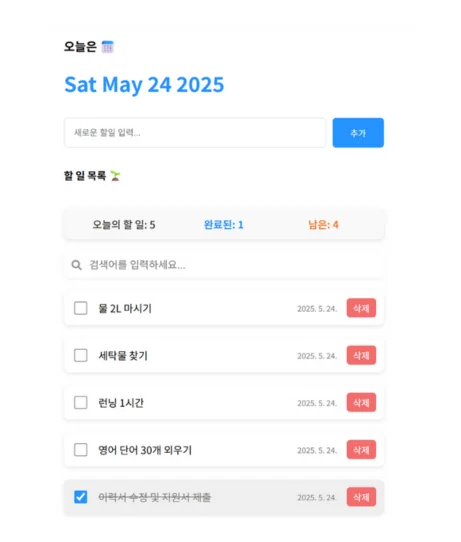 오늘은
Sat May 24 2025
새로운 할일 입력... 추가
할 일 목록
오늘의 할 일: 5 완료된: 1 남은: 4
검색어를 입력하세요...
물 2L 마시기 2025. 5. 24. 삭제
세탁물 찾기 2025. 5. 24. 삭제
런닝 1시간 2025. 5. 24. 삭제
영어 단어 30개 외우기 2025. 5. 24. 삭제
이력서 수정 및 지원서 제출 2025. 5. 24. 삭제